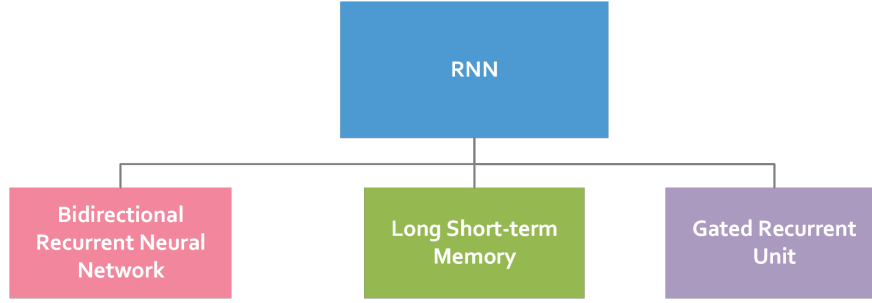 RNN
Bidirectional
Recurrent Neural
Network
Long Short-term
Memory
Gated Recurrent
Unit